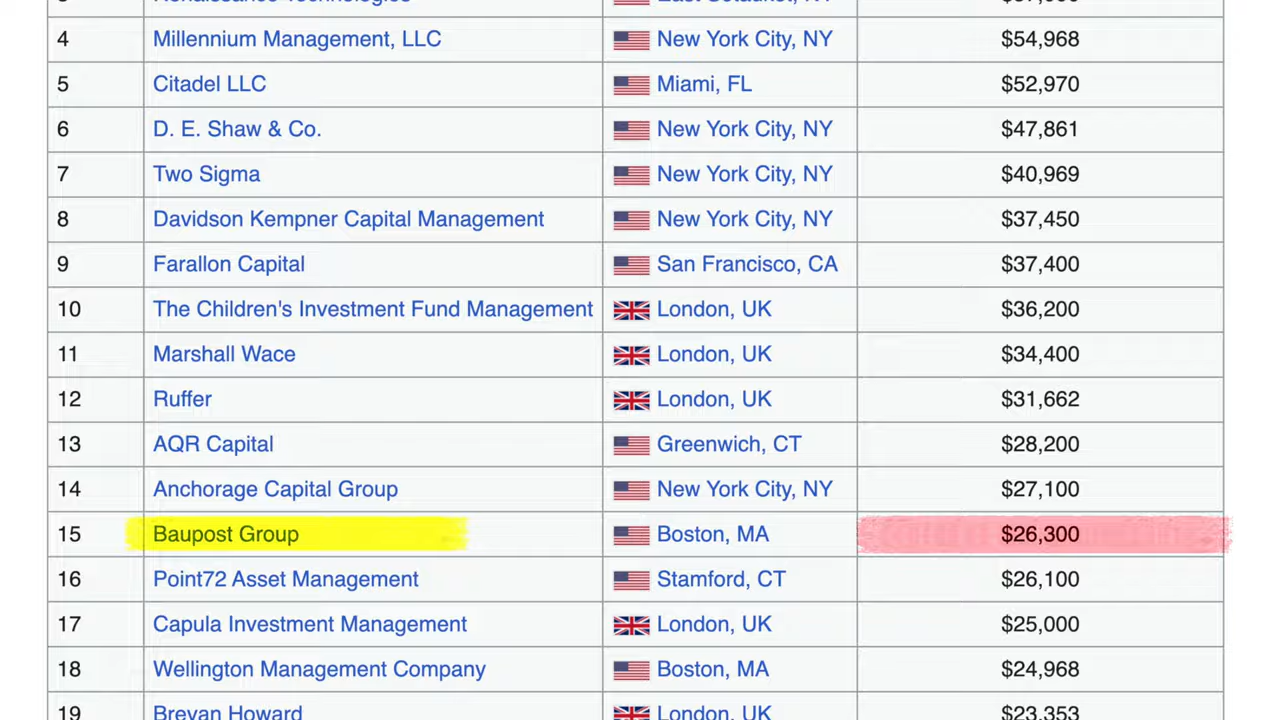 4 Millennium Management, LLC New York City, NY $54,968
5 Citadel LLC Miami, FL $52,970
6 D. E. Shaw & Co. New York City, NY $47,861
7 Two Sigma New York City, NY $40,969
8 Davidson Kempner Capital Management New York City, NY $37,450
9 Farallon Capital San Francisco, CA $37,400
10 The Children's Investment Fund Management London, UK $36,200
11 Marshall Wace London, UK $34,400
12 Ruffer London, UK $31,662
13 AQR Capital Greenwich, CT $28,200
14 Anchorage Capital Group New York City, NY $27,100
15 Baupost Group Boston, MA $26,300
16 Point72 Asset Management Stamford, CT $26,100
17 Capula Investment Management London, UK $25,000
18 Wellington Management Company Boston, MA $24,968
19 Brevan Howard London, UK $23,353